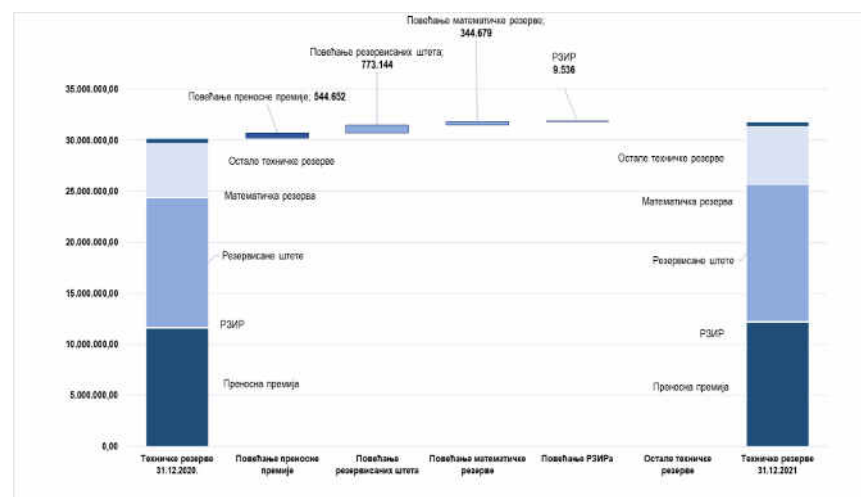 Повећање математичке резерве;
344.679
Повећање резервисаних штета;
773.144
РЗИР
9.536
Повећање преносне премије; 544.652
35.000.000,00
30.000.000,00
25.000.000,00
20.000.000,00
15.000.000,00
10.000.000,00
5.000.000,00
0,00
Остале техничке резерве
Математичка резерва
Резервисане штете
РЗИР
Преносна премија
Остале техничке резерве
Математичка резерва
Резервисане штете
РЗИР
Преносна премија
Техничке резерве
31.12.2020.
Повећање преносне
премије
Повећање
резервисаних штета
Повећање математичке
резерве
Повећање РЗИРа
Остале техничке
резерве
Техничке резерве
31.12.2021